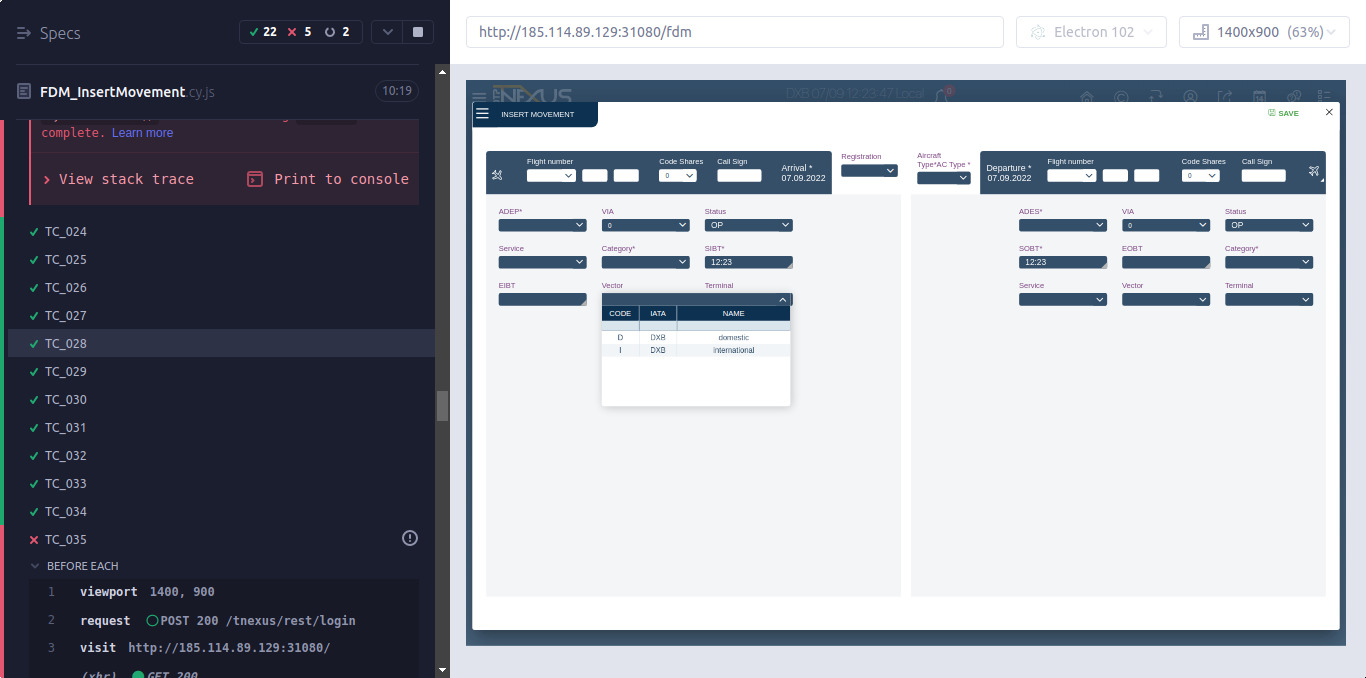 Specs
22
5
2
FDM_InsertMovement.cy.js
10:19
complete. Learn more
View stack trace
Print to console
TC_024
TC_025
TC_026
TC_027
TC_028
TC_029
TC_030
TC_031
TC_032
TC_033
TC_034
TC_035
BEFORE EACH
1 viewport 1400, 900
2 request POST 200 /tnexus/rest/login
3 visit http://185.114.89.129:31080/
(xhr) GET 200
http://185.114.89.129:31080/fdm
Electron 102
1400x900 (63%)
DXB 07/09 12:23:47 Local
INSERT MOVEMENT
SAVE
Flight number
Code Shares
0
Call Sign
Arrival *
07.09.2022
Registration
Aircraft
Type*AC Type *
Departure *
07.09.2022
Flight number
Code Shares
0
Call Sign
ADEP*
VIA
0
Status
OP
Service
Category*
SIBT*
12:23
EIBT
Vector
Terminal
CODE IATA NAME
D DXB domestic
I DXB international
ADES*
VIA
0
Status
OP
SOBT*
12:23
EOBT
Category*
Service
Vector
Terminal